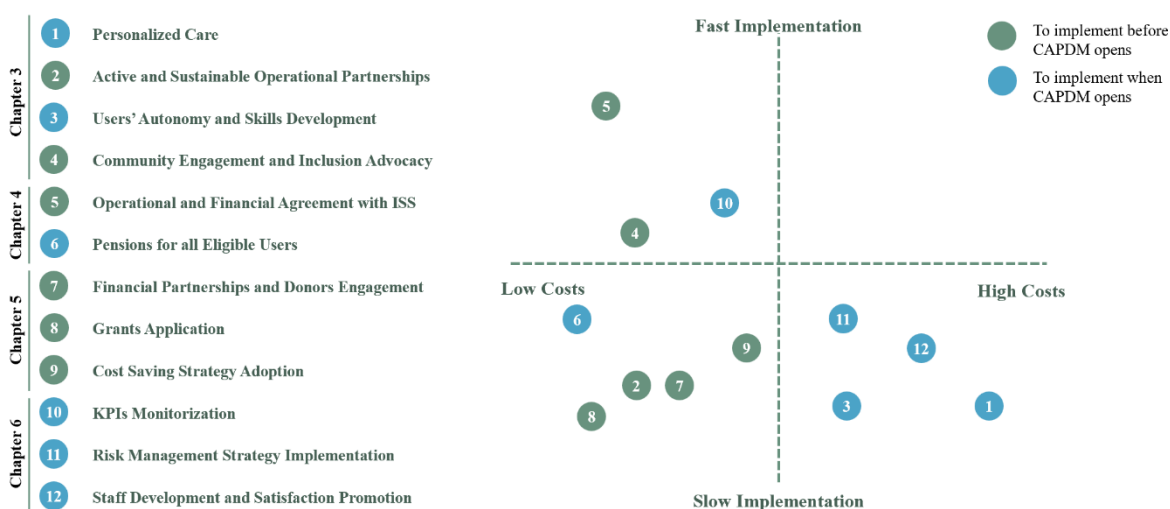 Chapter 3
1 Personalized Care
2 Active and Sustainable Operational Partnerships
3 Users' Autonomy and Skills Development
4 Community Engagement and Inclusion Advocacy
Chapter 4
5 Operational and Financial Agreement with ISS
6 Pensions for all Eligible Users
Chapter 5
7 Financial Partnerships and Donors Engagement
8 Grants Application
9 Cost Saving Strategy Adoption
Chapter 6
10 KPIs Monitorization
11 Risk Management Strategy Implementation
12 Staff Development and Satisfaction Promotion
Fast Implementation
5
10
4
Low Costs
High Costs
6
11
9
12
2
7
8
3
1
Slow Implementation
To implement before
CAPDM opens
To implement when
CAPDM opens